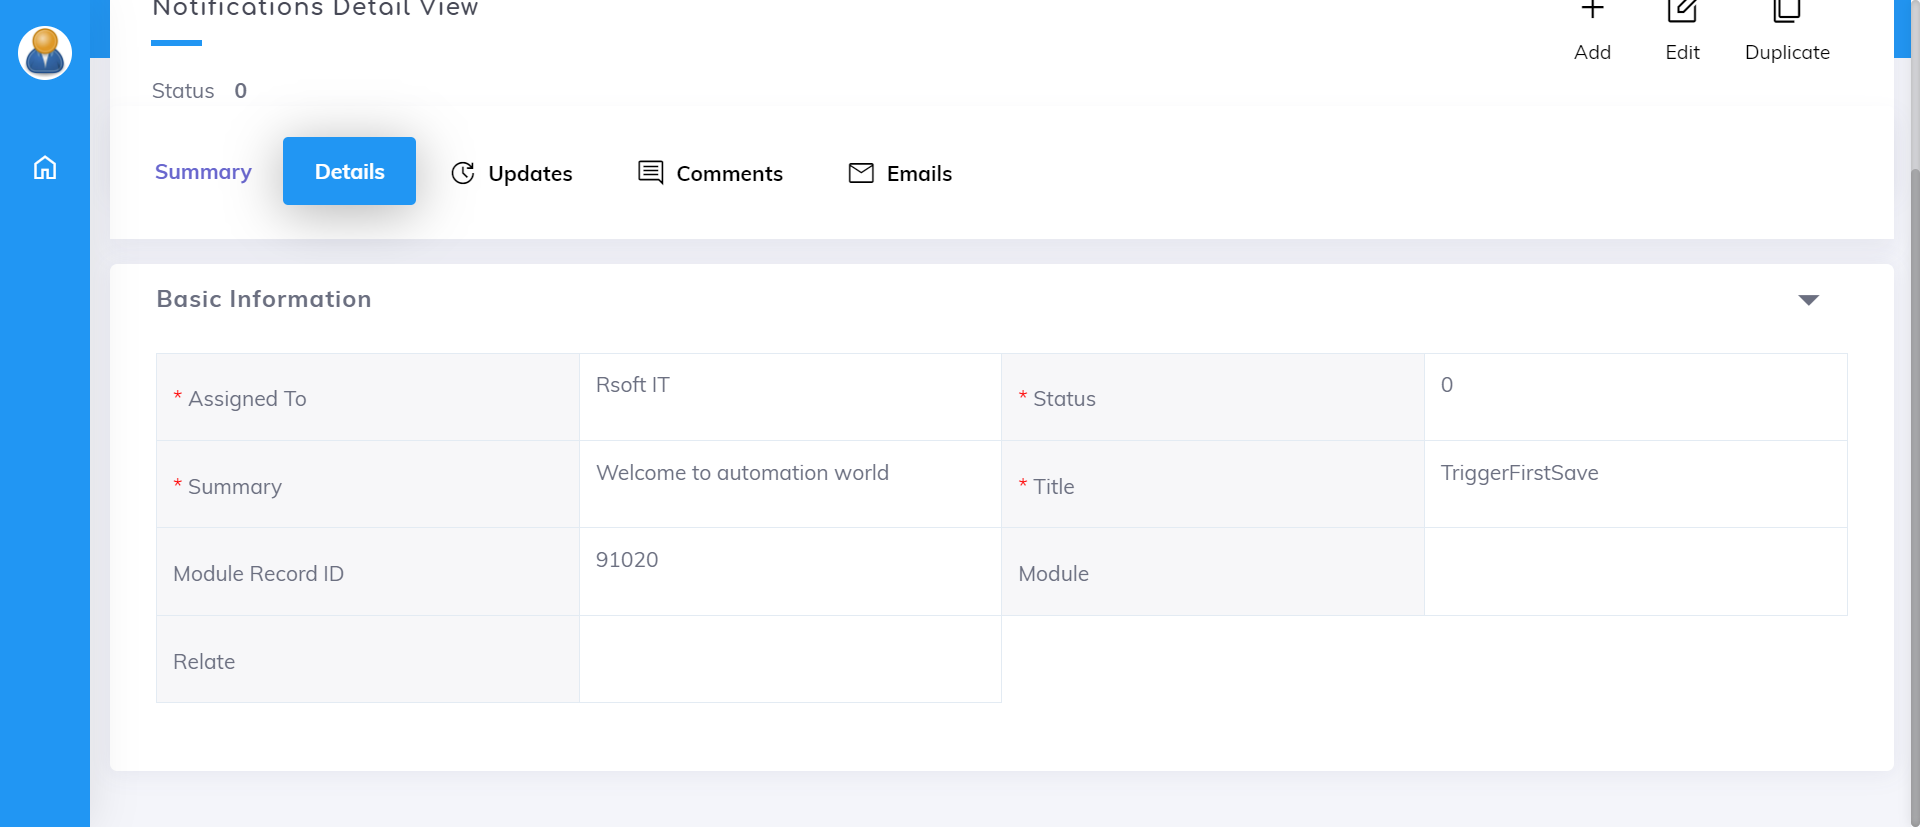 Notifications Detail View
Add Edit Duplicate
Status 0
Summary Details Updates Comments Emails
Basic Information
* Assigned To Rsoft IT * Status 0
* Summary Welcome to automation world * Title TriggerFirstSave
Module Record ID 91020 Module
Relate